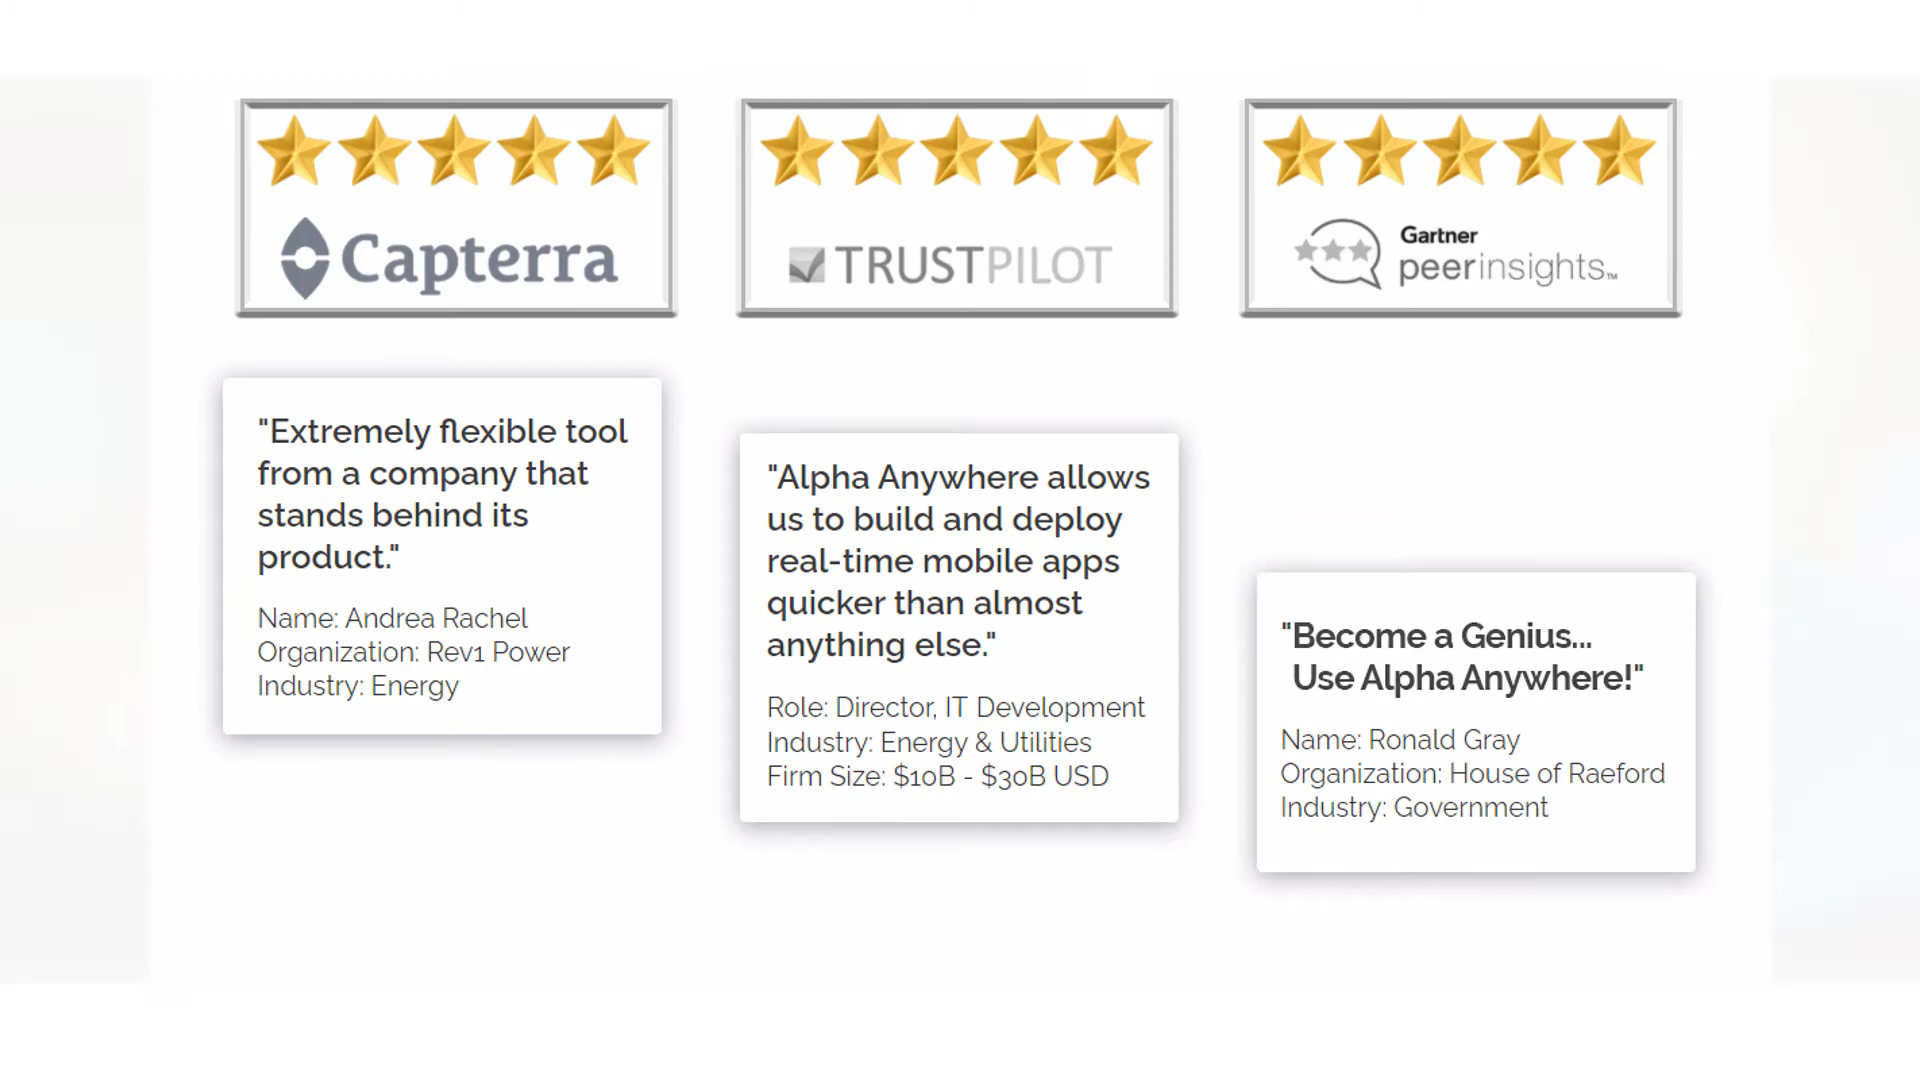 Capterra
TRUSTPILOT
Gartner
peerinsights™
"Extremely flexible tool
from a company that
stands behind its
product."
Name: Andrea Rachel
Organization: Rev1 Power
Industry: Energy
"Alpha Anywhere allows
us to build and deploy
real-time mobile apps
quicker than almost
anything else."
Role: Director, IT Development
Industry: Energy & Utilities
Firm Size: $10B - $30B USD
"Become a Genius...
Use Alpha Anywhere!"
Name: Ronald Gray
Organization: House of Raeford
Industry: Government